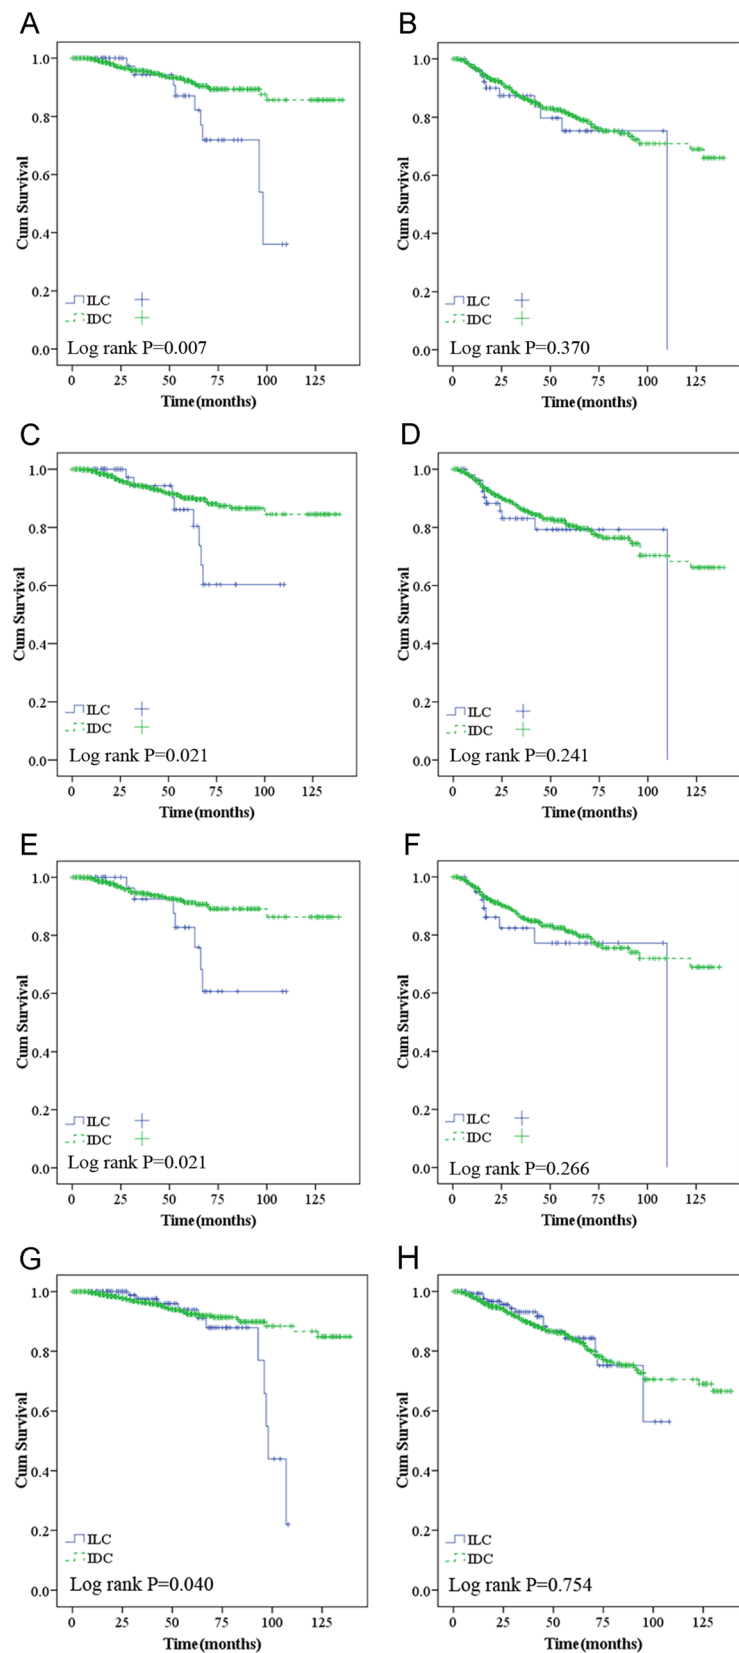 A
B
1.0
0.8
0.6
0.4
0.2
0.0
Cum Survival
ILC
IDC
Log rank P=0.007
0 25 50 75 100 125
Time(months)
1.0
0.8
0.6
0.4
0.2
0.0
Cum Survival
ILC
IDC
Log rank P=0.370
0 25 50 75 100 125
Time(months)
C
D
1.0
0.8
0.6
0.4
0.2
0.0
Cum Survival
ILC
IDC
Log rank P=0.021
0 25 50 75 100 125
Time(months)
1.0
0.8
0.6
0.4
0.2
0.0
Cum Survival
ILC
IDC
Log rank P=0.241
0 25 50 75 100 125
Time(months)
E
F
1.0
0.8
0.6
0.4
0.2
0.0
Cum Survival
ILC
IDC
Log rank P=0.021
0 25 50 75 100 125
Time(months)
1.0
0.8
0.6
0.4
0.2
0.0
Cum Survival
ILC
IDC
Log rank P=0.266
0 25 50 75 100 125
Time(months)
G
H
1.0
0.8
0.6
0.4
0.2
0.0
Cum Survival
ILC
IDC
Log rank P=0.040
0 25 50 75 100 125
Time(months)
1.0
0.8
0.6
0.4
0.2
0.0
Cum Survival
ILC
IDC
Log rank P=0.754
0 25 50 75 100 125
Time(months)